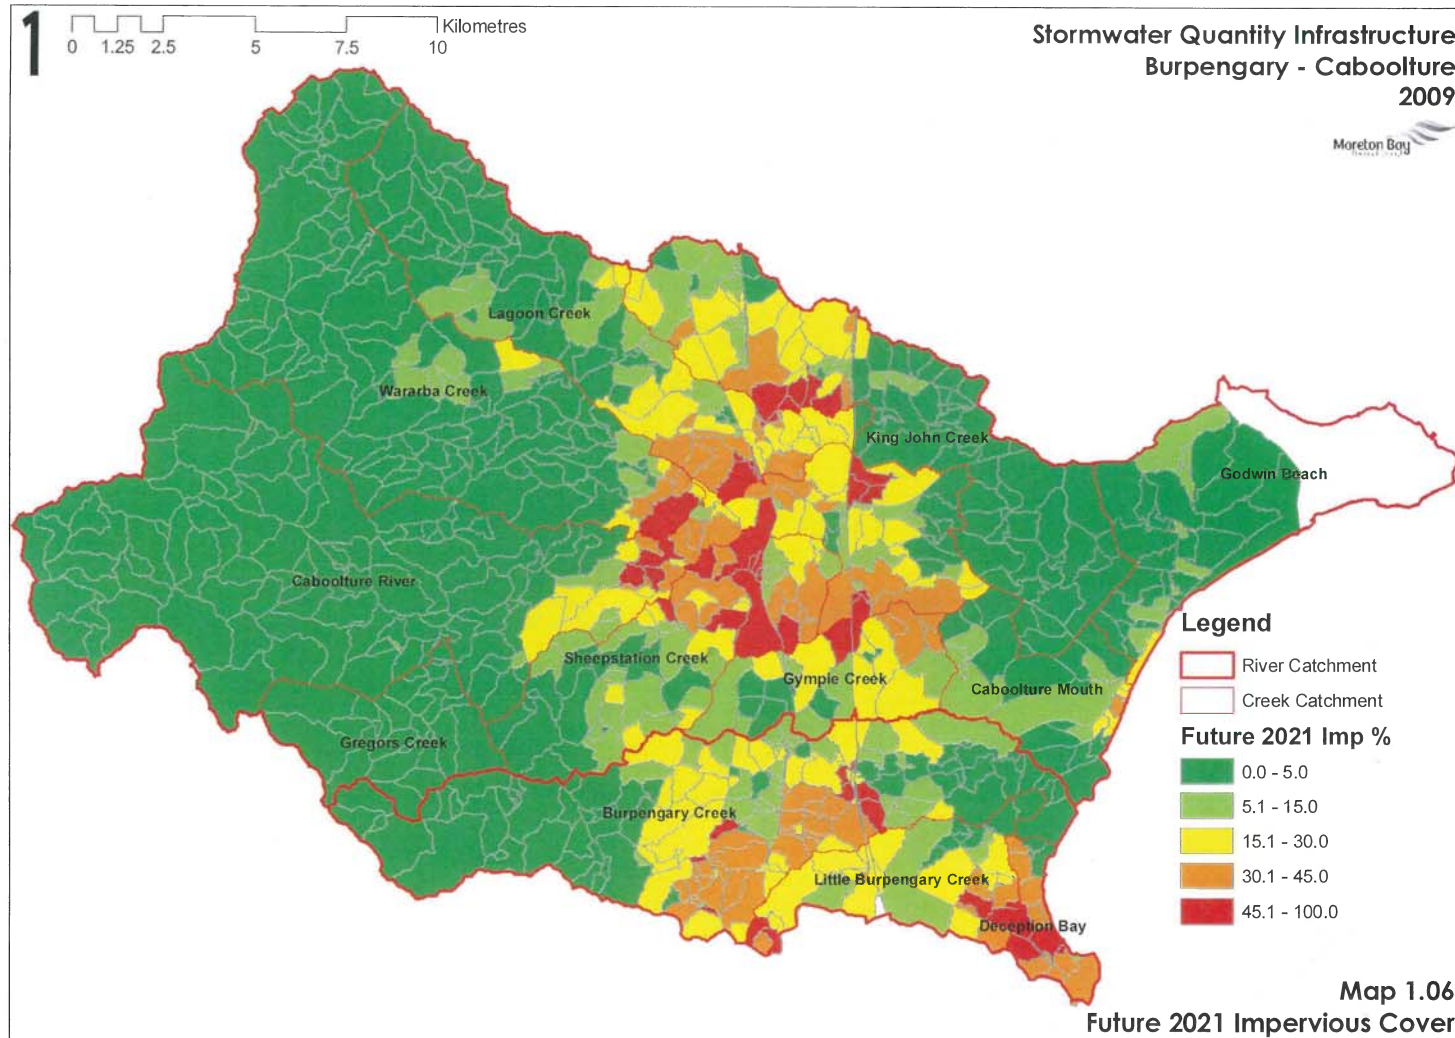 1
Kilometres
0 1.25 2.5 5 7.5 10
Stormwater Quantity Infrastructure
Burpengary - Caboolture
2009
Moreton Bay
Lagoon Creek
Wararba Creek
King John Creek
Godwin Beach
Caboolture River
Sheepstation Creek
Gympie Creek
Caboolture Mouth
Gregors Creek
Burpengary Creek
Little Burpengary Creek
Deception Bay
Legend
River Catchment
Creek Catchment
Future 2021 Imp %
0.0 - 5.0
5.1 - 15.0
15.1 - 30.0
30.1 - 45.0
45.1 - 100.0
Map 1.06
Future 2021 Impervious Cover